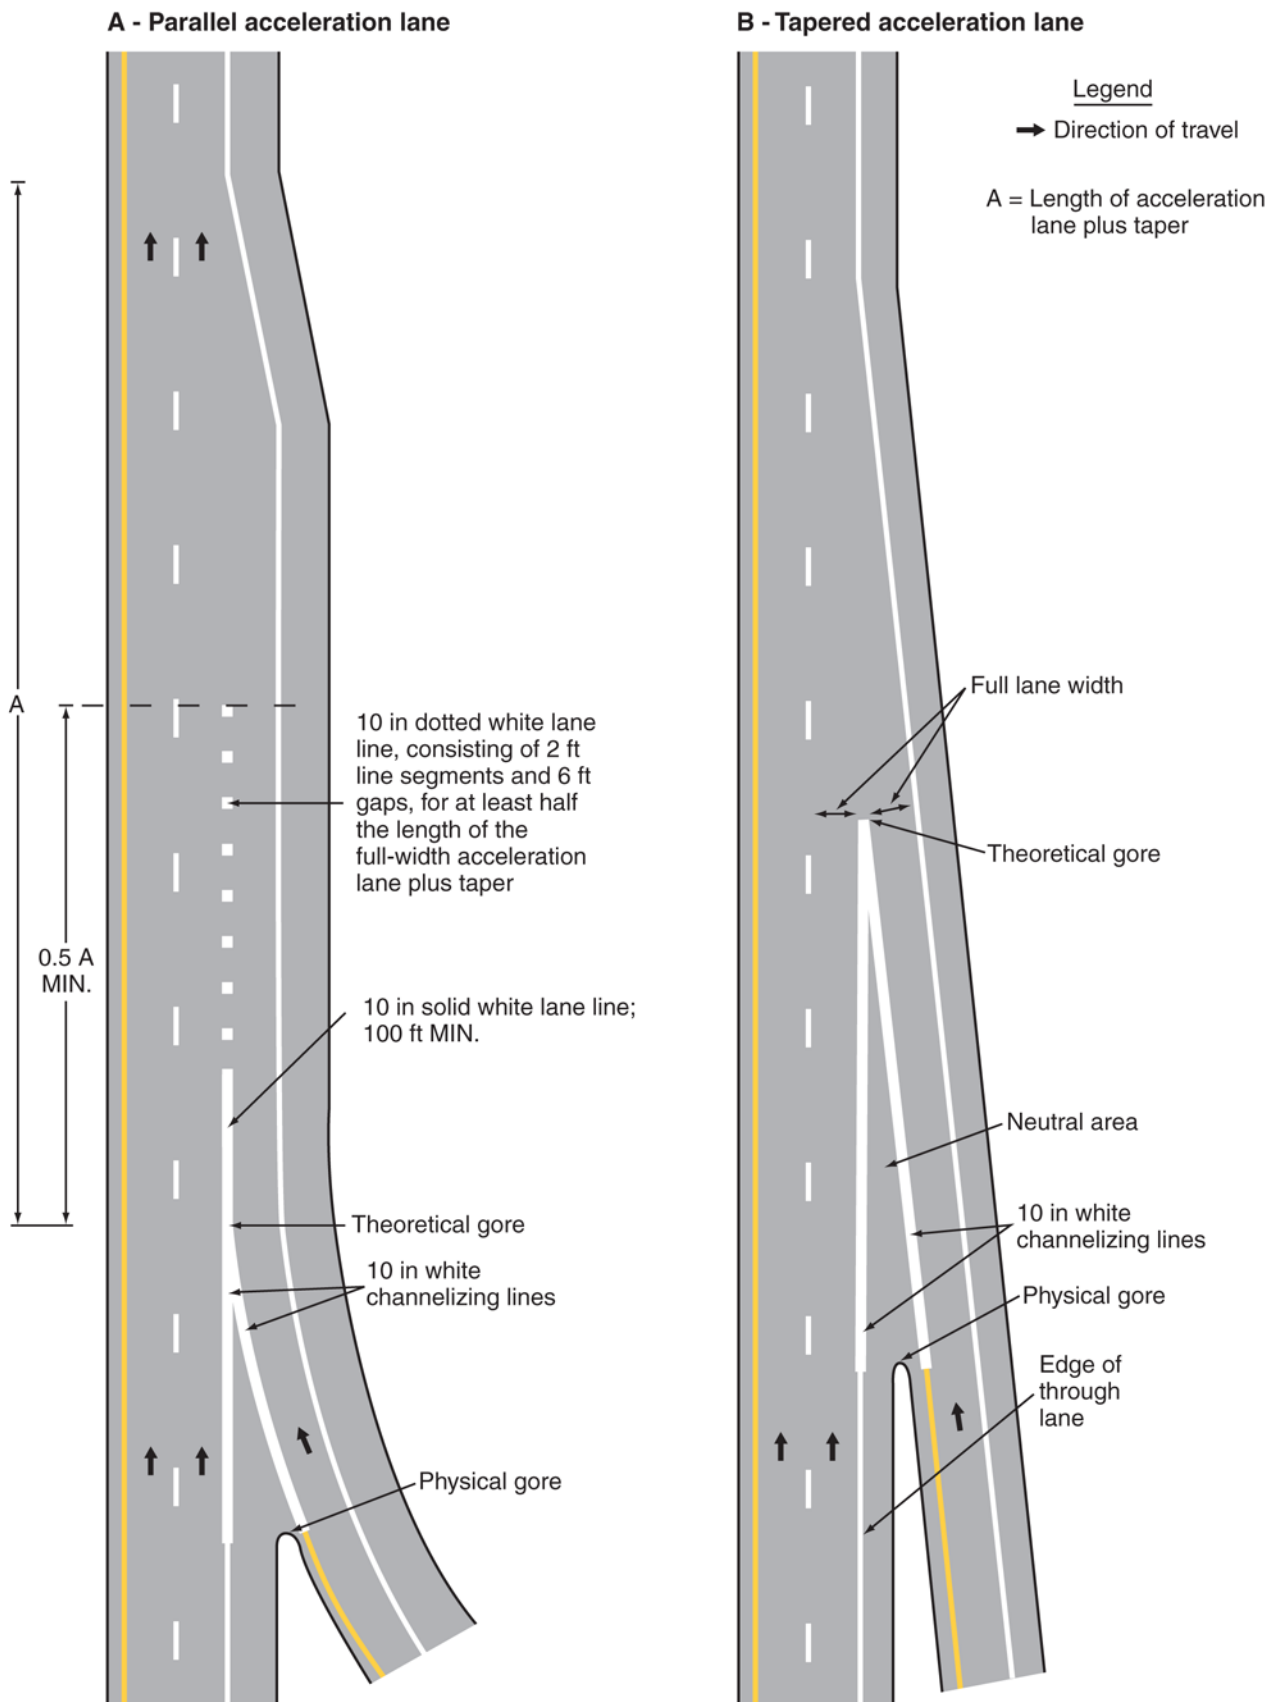 A - Parallel acceleration lane
B - Tapered acceleration lane
Legend
Direction of travel
A = Length of acceleration
lane plus taper
A
0.5 A
MIN.
10 in dotted white lane
line, consisting of 2 ft
line segments and 6 ft
gaps, for at least half
the length of the
full-width acceleration
lane plus taper
10 in solid white lane line;
100 ft MIN.
Theoretical gore
10 in white
channelizing lines
Physical gore
Full lane width
Theoretical gore
Neutral area
10 in white
channelizing lines
Physical gore
Edge of
through
lane